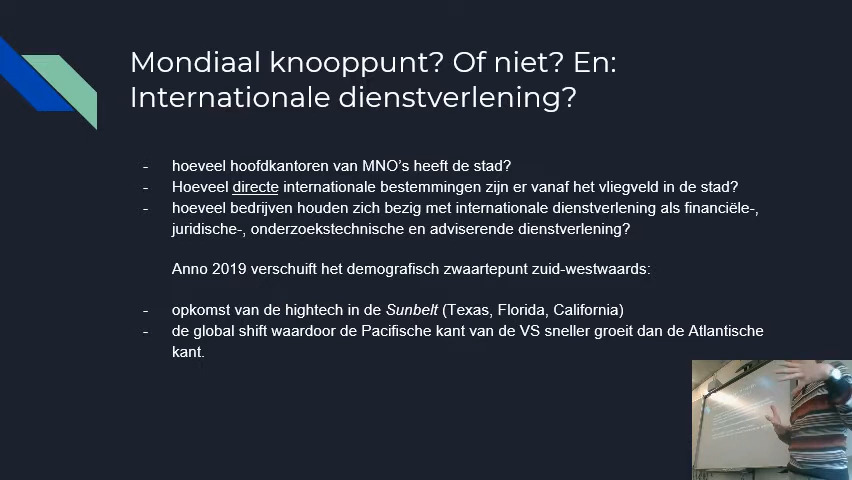 Mondiaal knooppunt? Of niet? En:
Internationale dienstverlening?
- hoeveel hoofdkantoren van MNO's heeft de stad?
- Hoeveel directe internationale bestemmingen zijn er vanaf het vliegveld in de stad?
- hoeveel bedrijven houden zich bezig met internationale dienstverlening als financiële-,
juridische-, onderzoekstechnische en adviserende dienstverlening?
Anno 2019 verschuift het demografisch zwaartepunt zuid-westwaards:
- opkomst van de hightech in de Sunbelt (Texas, Florida, California)
- de global shift waardoor de Pacifische kant van de VS sneller groeit dan de Atlantische
kant.